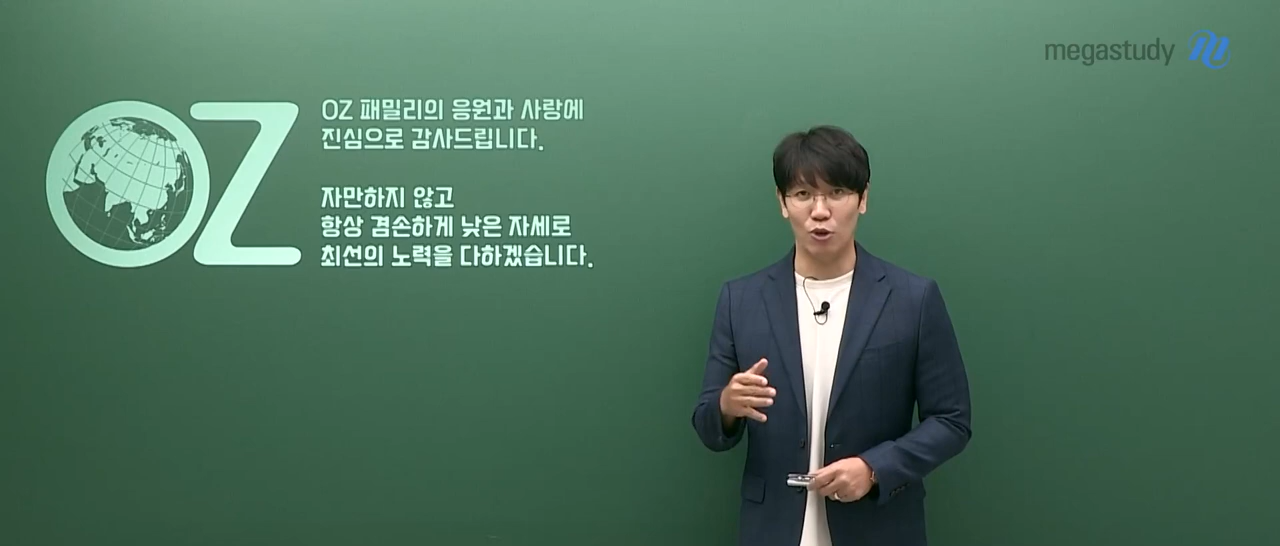 megastudy
OZ
OZ 패밀리의 응원과 사랑에
진심으로 감사드립니다.
자만하지 않고
항상 겸손하게 낮은 자세로
최선의 노력을 다하겠습니다.